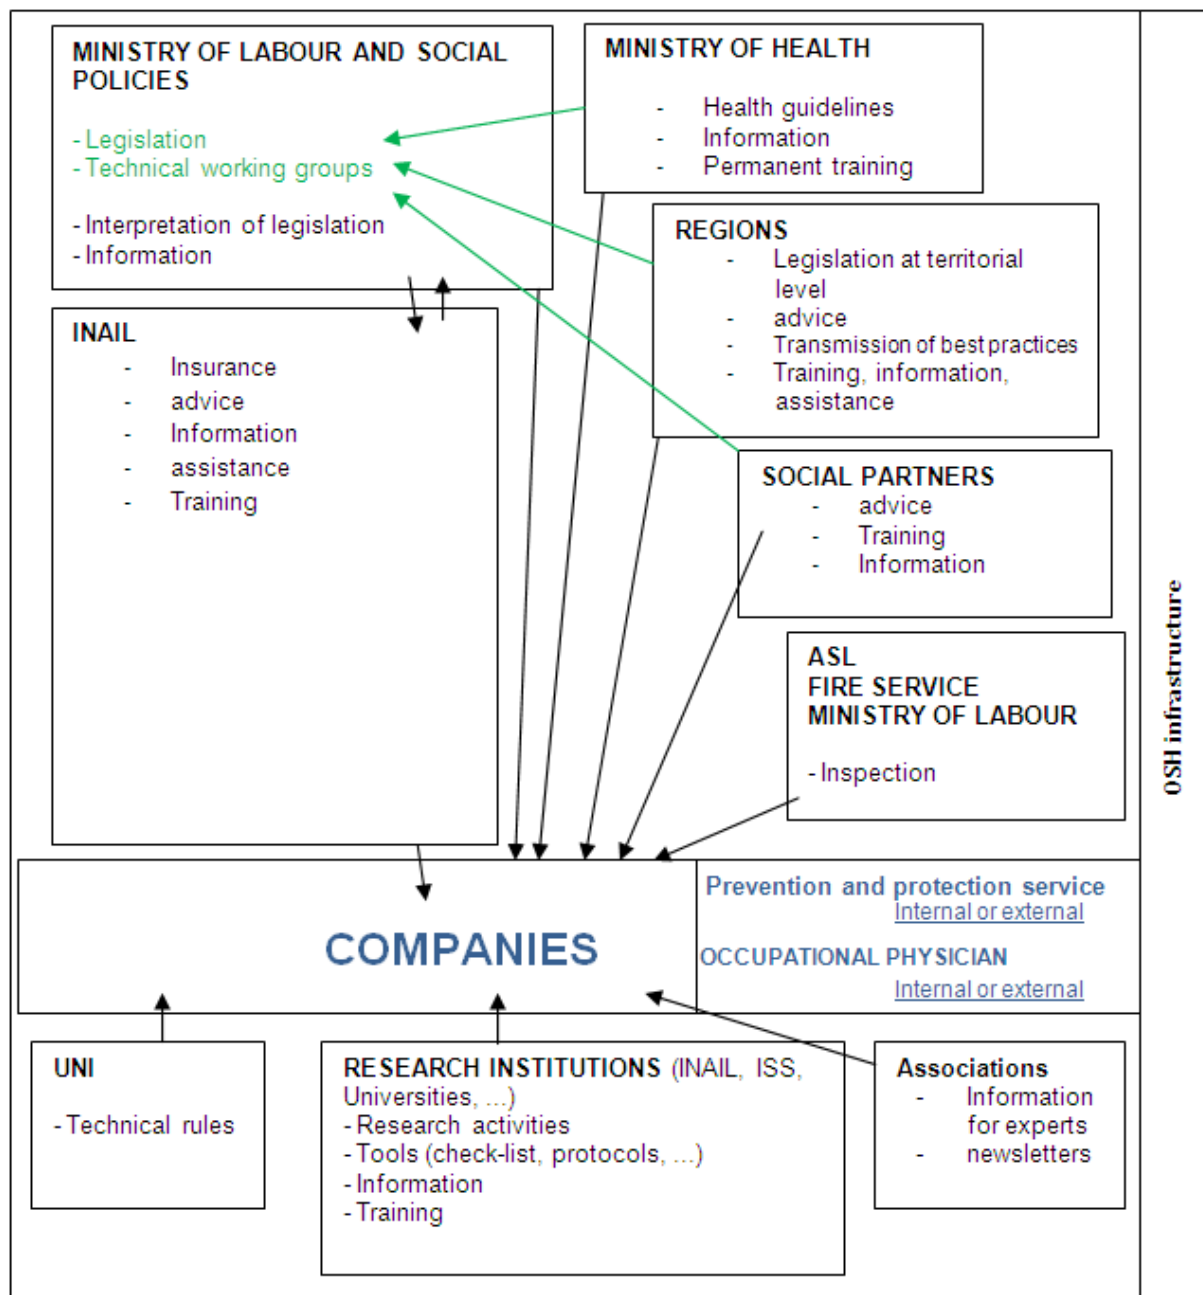 MINISTRY OF LABOUR AND SOCIAL
POLICIES
- Legislation
- Technical working groups
- Interpretation of legislation
- Information
MINISTRY OF HEALTH
- Health guidelines
- Information
- Permanent training
REGIONS
- Legislation at territorial
level
- advice
- Transmission of best practices
- Training, information,
assistance
INAIL
- Insurance
- advice
- Information
- assistance
- Training
SOCIAL PARTNERS
- advice
- Training
- Information
ASL
FIRE SERVICE
MINISTRY OF LABOUR
- Inspection
OSH infrastructure
COMPANIES
Prevention and protection service
Internal or external
OCCUPATIONAL PHYSICIAN
Internal or external
UNI
- Technical rules
RESEARCH INSTITUTIONS (INAIL, ISS,
Universities, ...)
- Research activities
- Tools (check-list, protocols, ...)
- Information
- Training
Associations
- Information
for experts
- newsletters